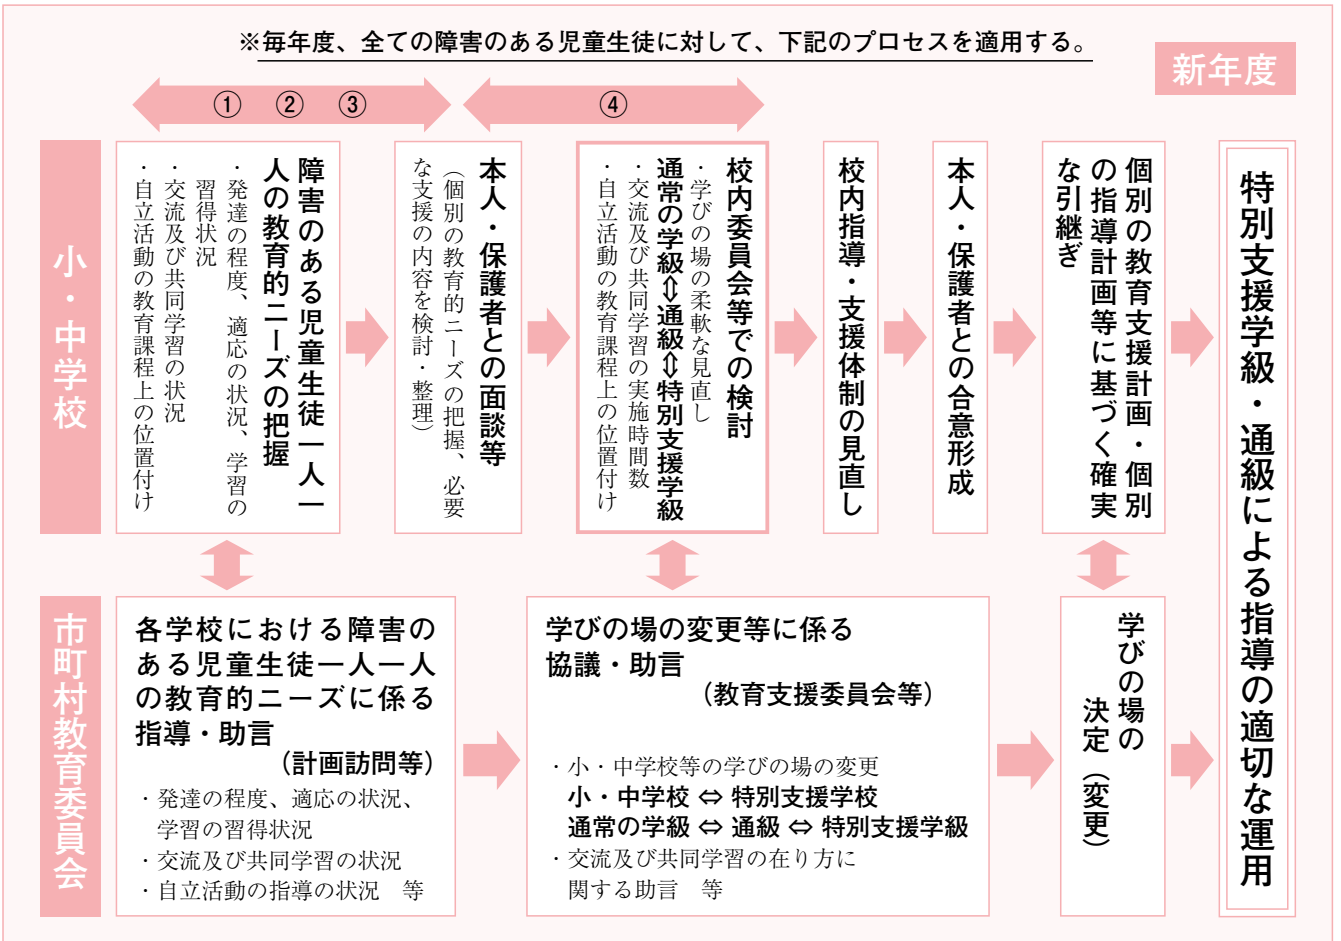 ※毎年度、全ての障害のある児童生徒に対して、下記のプロセスを適用する。
新年度
① ② ③
④
小・中学校
障害のある児童生徒一人一
人の教育的ニーズの把握
・発達の程度、適応の状況、学習の
習得状況
・交流及び共同学習の状況
・自立活動の教育課程上の位置付け
本人・保護者との面談等
（個別の教育的ニーズの把握、必要
な支援の内容を検討・整理）
校内委員会等での検討
・学びの場の柔軟な見直し
通常の学級⇔通級⇔特別支援学級
・交流及び共同学習の実施時間数
・自立活動の教育課程上の位置付け
校内指導・支援体制の見直し
本人・保護者との合意形成
個別の教育支援計画・個別
の指導計画等に基づく確実
な引継ぎ
特別支援学級・通級による指導の適切な運用
市町村教育委員会
各学校における障害の
ある児童生徒一人一人
の教育的ニーズに係る
指導・助言
（計画訪問等）
・発達の程度、適応の状況、
学習の習得状況
・交流及び共同学習の状況
・自立活動の指導の状況　等
学びの場の変更等に係る
協議・助言
（教育支援委員会等）
・小・中学校等の学びの場の変更
小・中学校 ⇔ 特別支援学校
通常の学級 ⇔ 通級 ⇔ 特別支援学級
・交流及び共同学習の在り方に
関する助言　等
学びの場の
決定（変更）